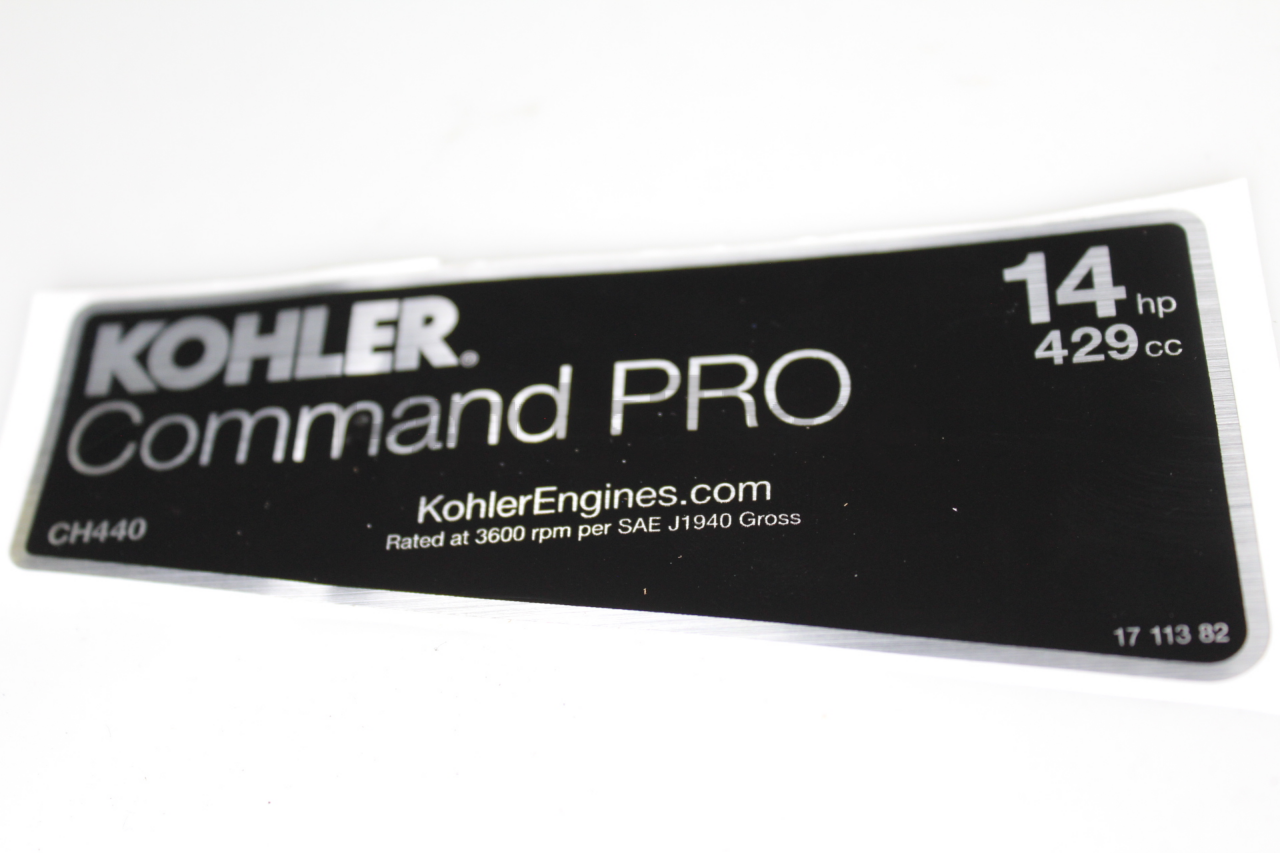 KOHLER.
Command PRO
14 hp
429 cc
KohlerEngines.com
Rated at 3600 rpm per SAE J1940 Gross
CH440
17 113 82